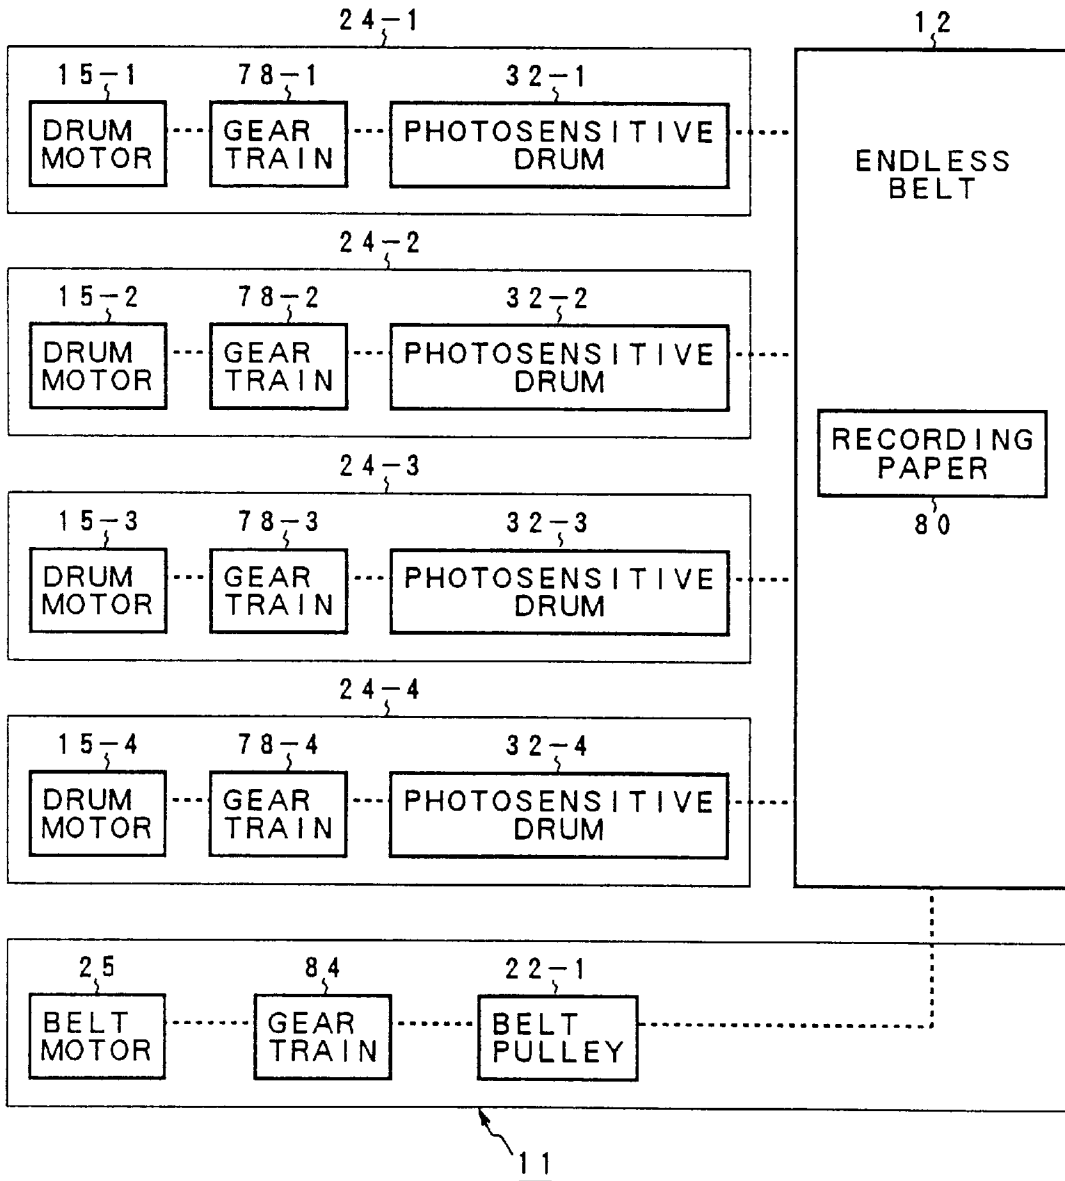 24-1
12
15-1
78-1
32-1
DRUM
MOTOR
GEAR
TRAIN
PHOTOSENSITIVE
DRUM
ENDLESS
BELT
24-2
15-2
78-2
32-2
DRUM
MOTOR
GEAR
TRAIN
PHOTOSENSITIVE
DRUM
RECORDING
PAPER
80
24-3
15-3
78-3
32-3
DRUM
MOTOR
GEAR
TRAIN
PHOTOSENSITIVE
DRUM
24-4
15-4
78-4
32-4
DRUM
MOTOR
GEAR
TRAIN
PHOTOSENSITIVE
DRUM
25
84
22-1
BELT
MOTOR
GEAR
TRAIN
BELT
PULLEY
11